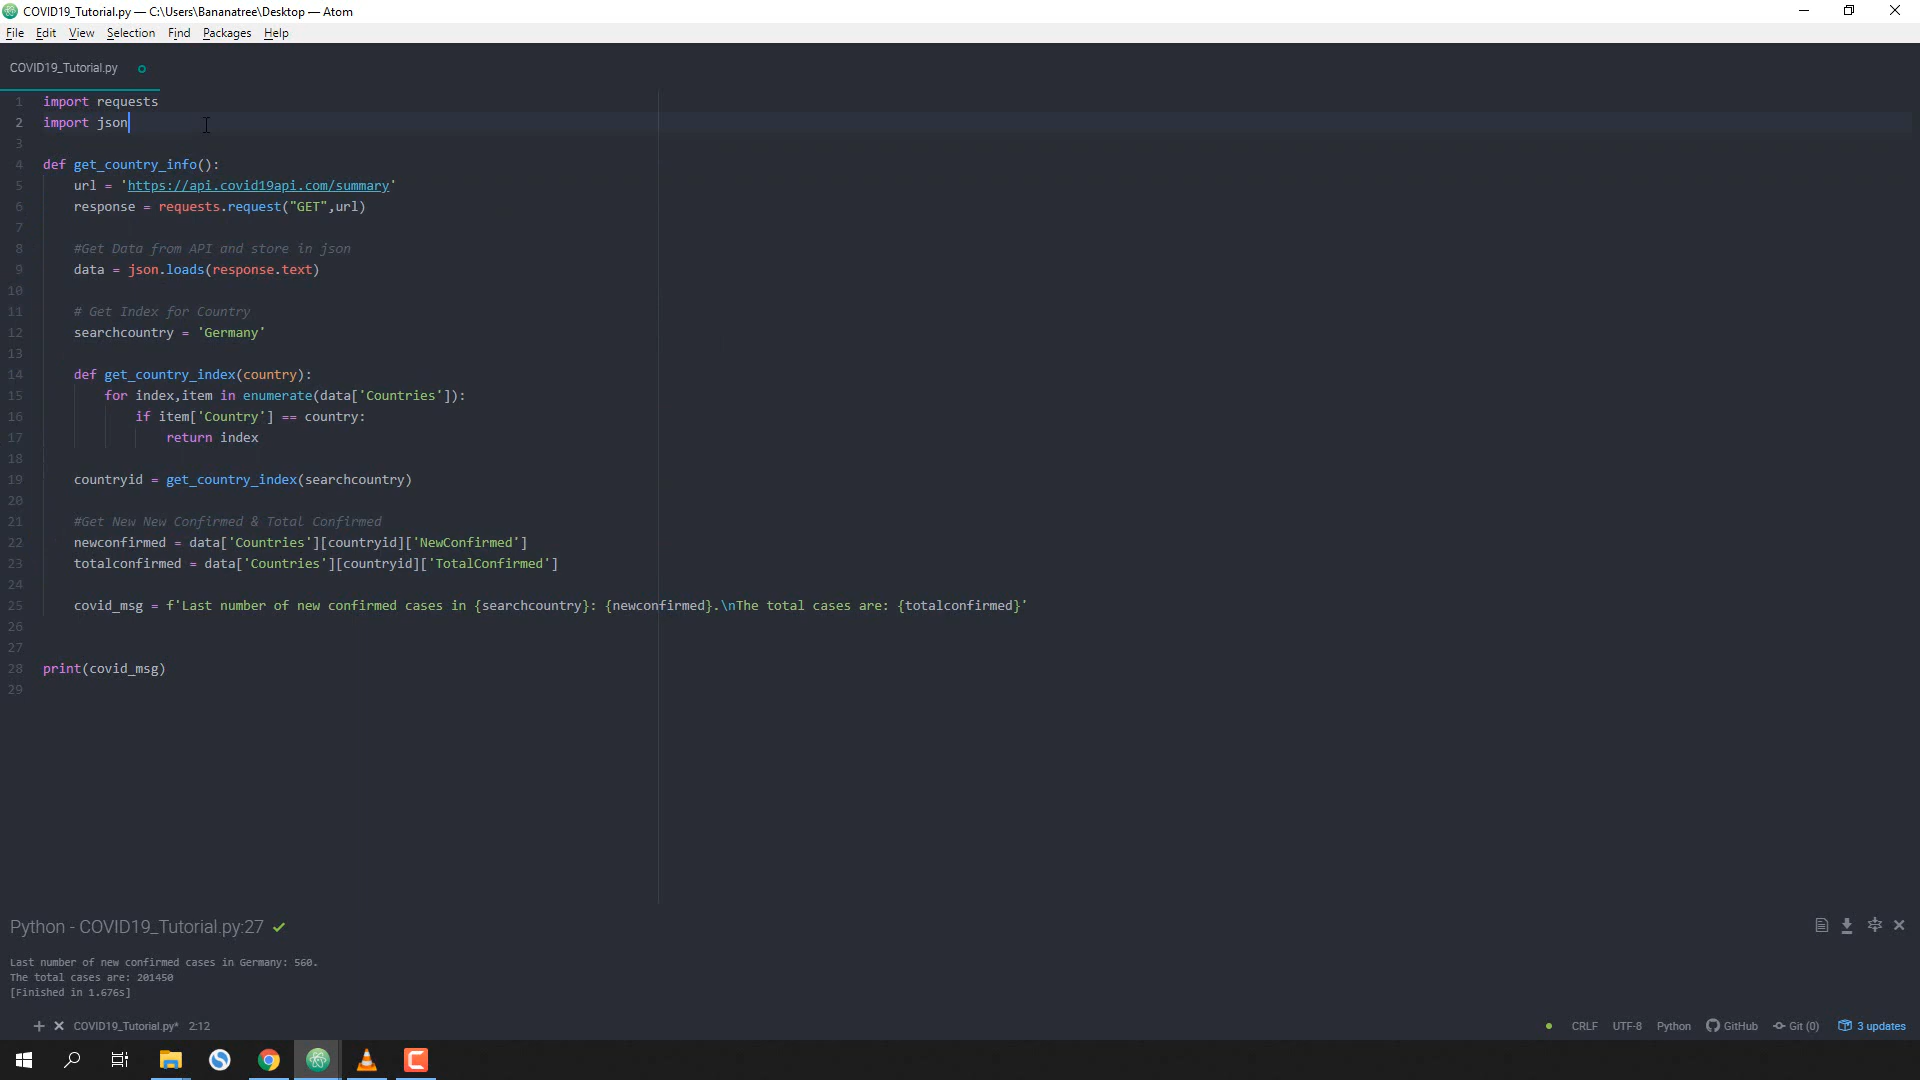 COVID19_Tutorial.py — C:\Users\Bananatree\Desktop — Atom
File Edit View Selection Find Packages Help
COVID19_Tutorial.py
1 import requests
2 import json
3
4 def get_country_info():
5 url = 'https://api.covid19api.com/summary'
6 response = requests.request("GET",url)
7
8 #Get Data from API and store in json
9 data = json.loads(response.text)
10
11 # Get Index for Country
12 searchcountry = 'Germany'
13
14 def get_country_index(country):
15 for index,item in enumerate(data['Countries']):
16 if item['Country'] == country:
17 return index
18
19 countryid = get_country_index(searchcountry)
20
21 #Get New New Confirmed & Total Confirmed
22 newconfirmed = data['Countries'][countryid]['NewConfirmed']
23 totalconfirmed = data['Countries'][countryid]['TotalConfirmed']
24
25 covid_msg = f'Last number of new confirmed cases in {searchcountry}: {newconfirmed}.\nThe total cases are: {totalconfirmed}'
26
27
28 print(covid_msg)
29
Python - COVID19_Tutorial.py:27
Last number of new confirmed cases in Germany: 560.
The total cases are: 201450
[Finished in 1.676s]
COVID19_Tutorial.py* 2:12 CRLF UTF-8 Python GitHub Git (0) 3 updates